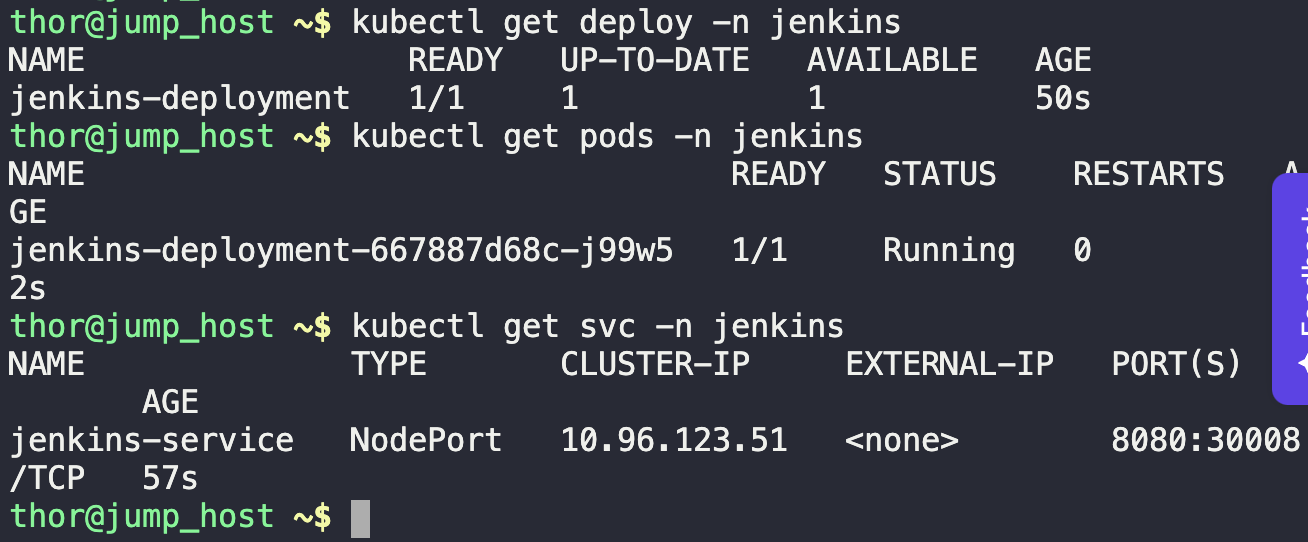 thor@jump_host ~$ kubectl get deploy -n jenkins
NAME                 READY   UP-TO-DATE   AVAILABLE   AGE
jenkins-deployment   1/1     1            1           50s
thor@jump_host ~$ kubectl get pods -n jenkins
NAME                                  READY   STATUS    RESTARTS   A
GE
jenkins-deployment-667887d68c-j99w5   1/1     Running   0
2s
thor@jump_host ~$ kubectl get svc -n jenkins
NAME              TYPE       CLUSTER-IP     EXTERNAL-IP   PORT(S)
       AGE
jenkins-service   NodePort   10.96.123.51   <none>        8080:30008
/TCP   57s
thor@jump_host ~$